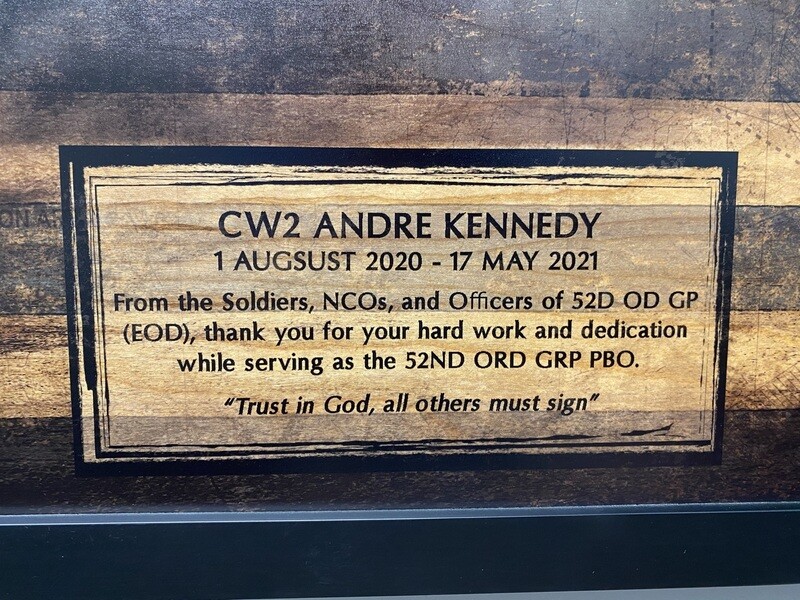 CW2 ANDRE KENNEDY
1 AUGSUST 2020 - 17 MAY 2021
From the Soldiers, NCOs, and Officers of 52D OD GP
(EOD), thank you for your hard work and dedication
while serving as the 52ND ORD GRP PBO.
“Trust in God, all others must sign”